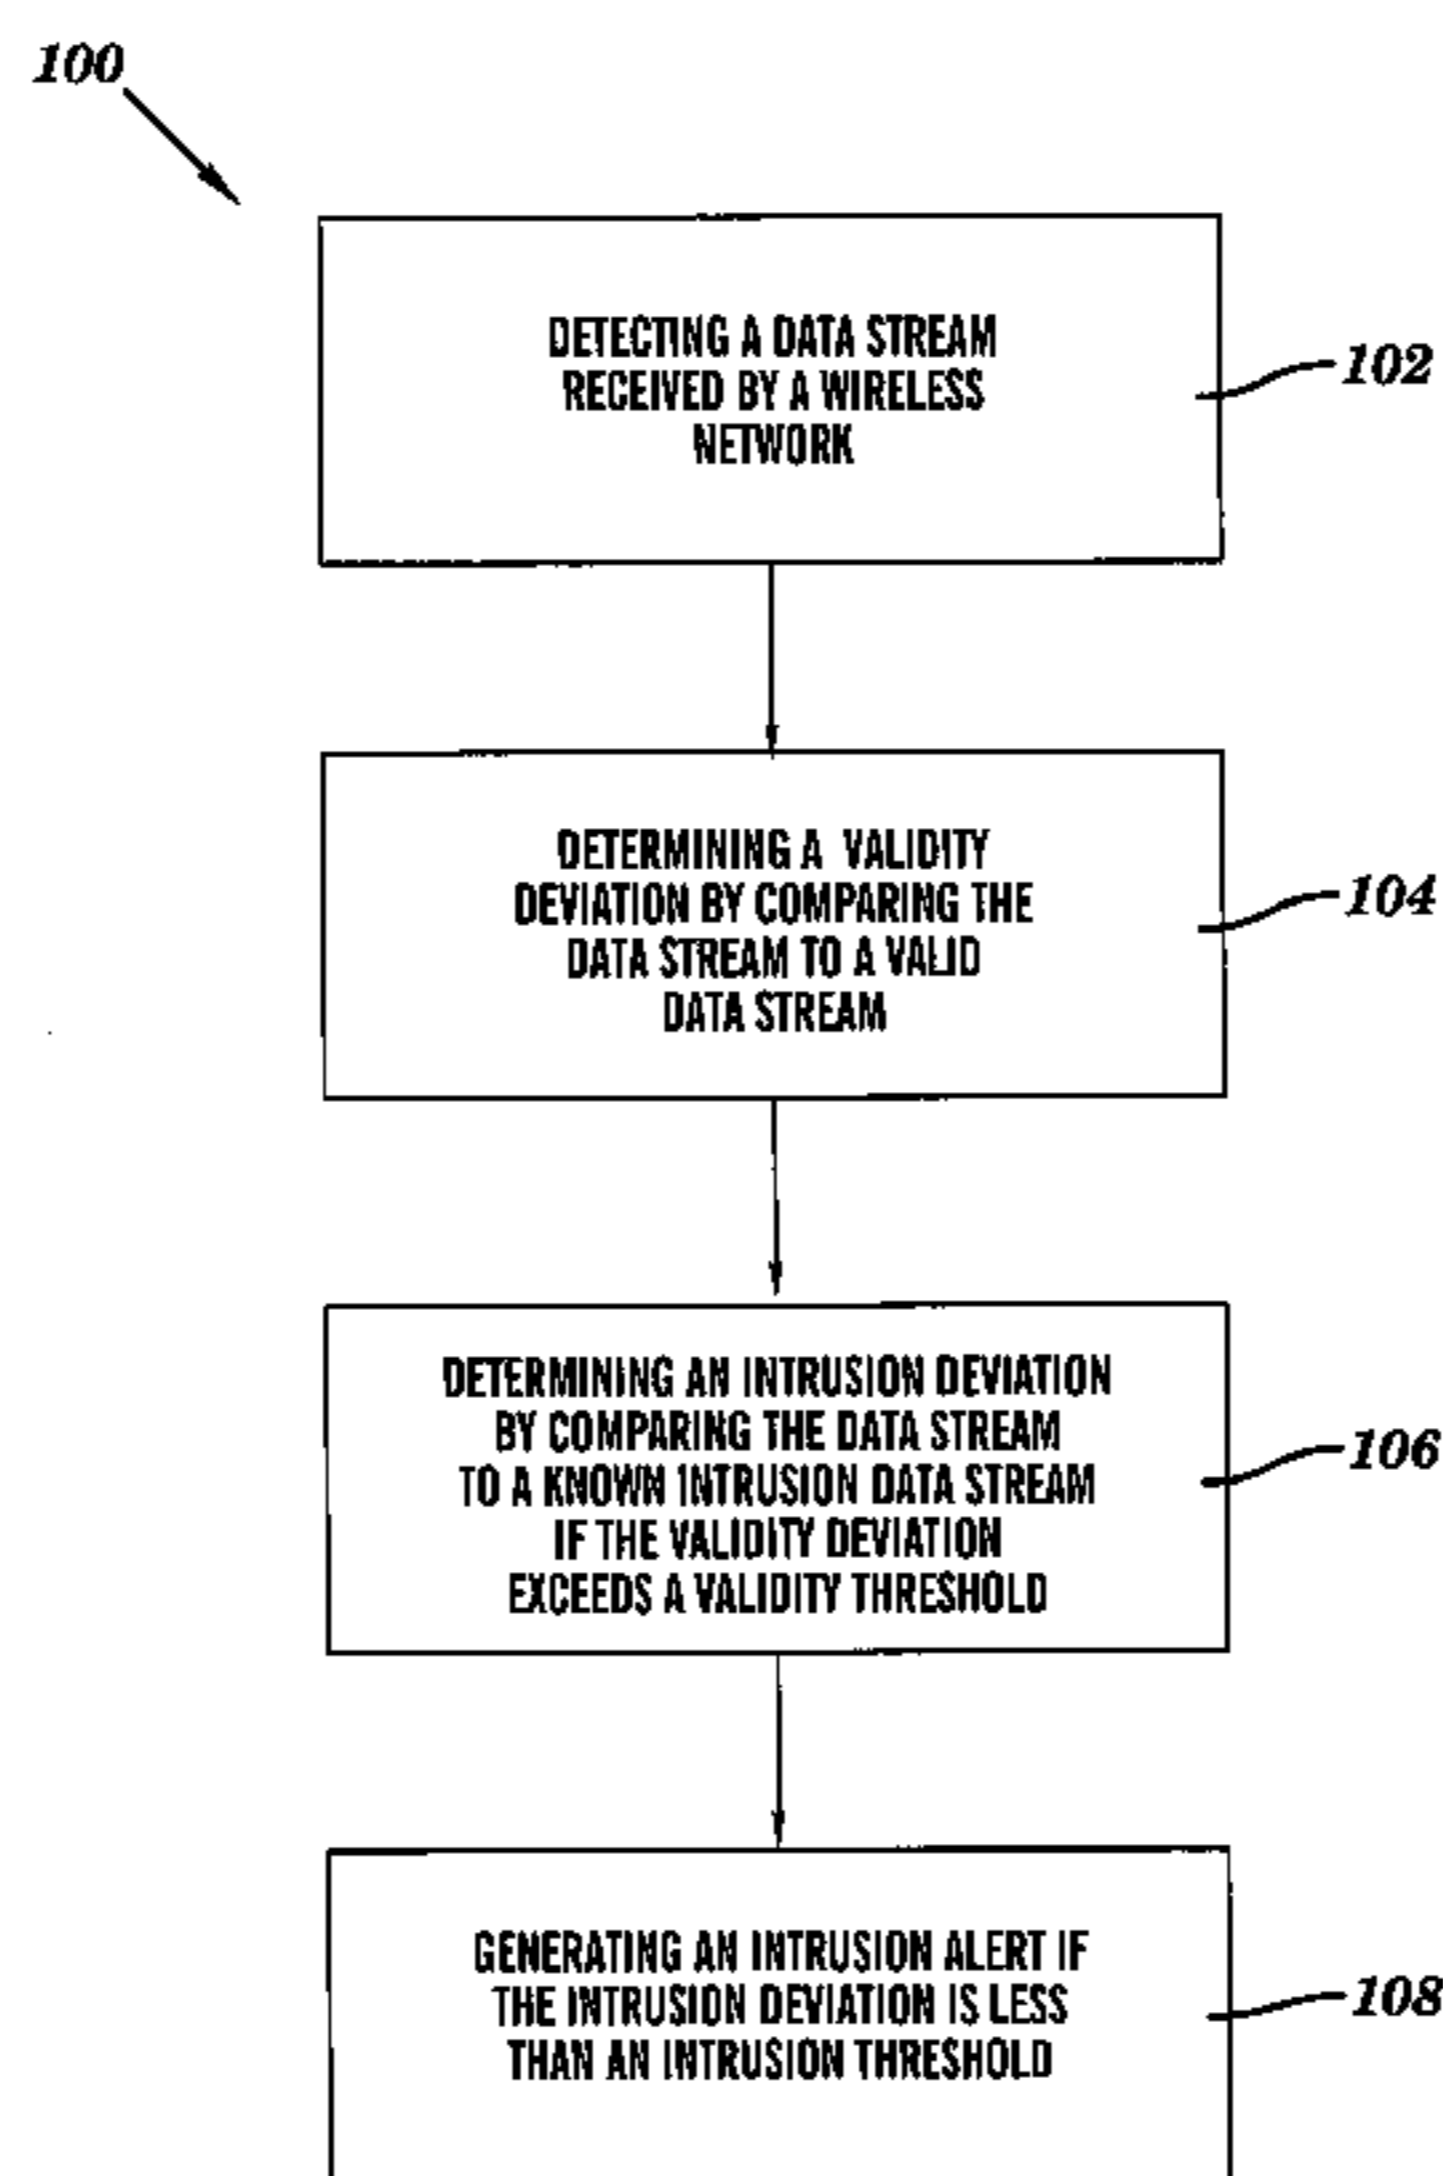 100
DETECTING A DATA STREAM
RECEIVED BY A WIRELESS
NETWORK
102
DETERMINING A VALIDITY
DEVIATION BY COMPARING THE
DATA STREAM TO A VALID
DATA STREAM
104
DETERMINING AN INTRUSION DEVIATION
BY COMPARING THE DATA STREAM
TO A KNOWN INTRUSION DATA STREAM
IF THE VALIDITY DEVIATION
EXCEEDS A VALIDITY THRESHOLD
106
GENERATING AN INTRUSION ALERT IF
THE INTRUSION DEVIATION IS LESS
THAN AN INTRUSION THRESHOLD
108